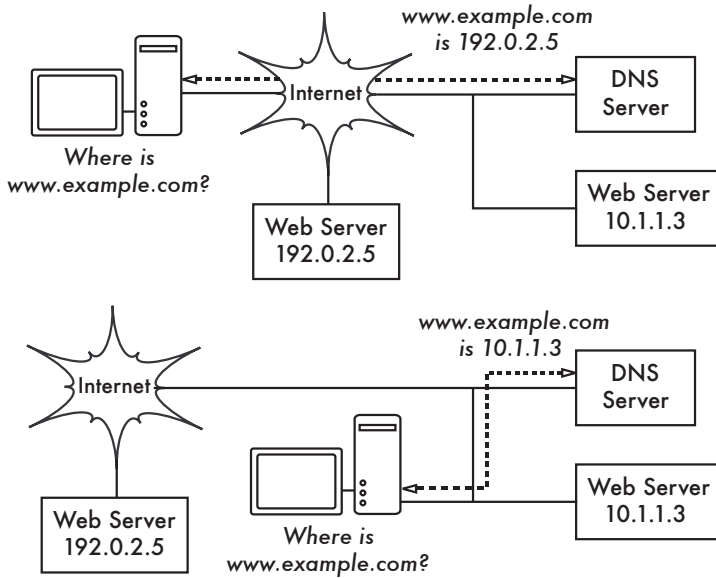 www.example.com
is 192.0.2.5
Internet
DNS
Server
Where is
www.example.com?
Web Server
192.0.2.5
Web Server
10.1.1.3
www.example.com
is 10.1.1.3
Internet
DNS
Server
Web Server
192.0.2.5
Where is
www.example.com?
Web Server
10.1.1.3